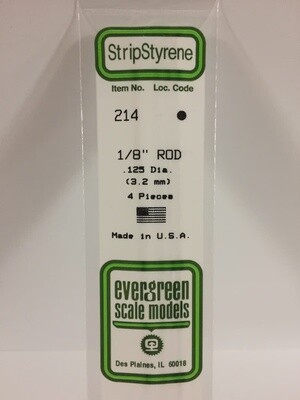 StripStyrene
Item No. Loc. Code
214
1/8" ROD
.125 Dia.
(3.2 mm)
4 Pieces
Made in U.S.A.
evergreen
scale models
Des Plaines, IL 60018